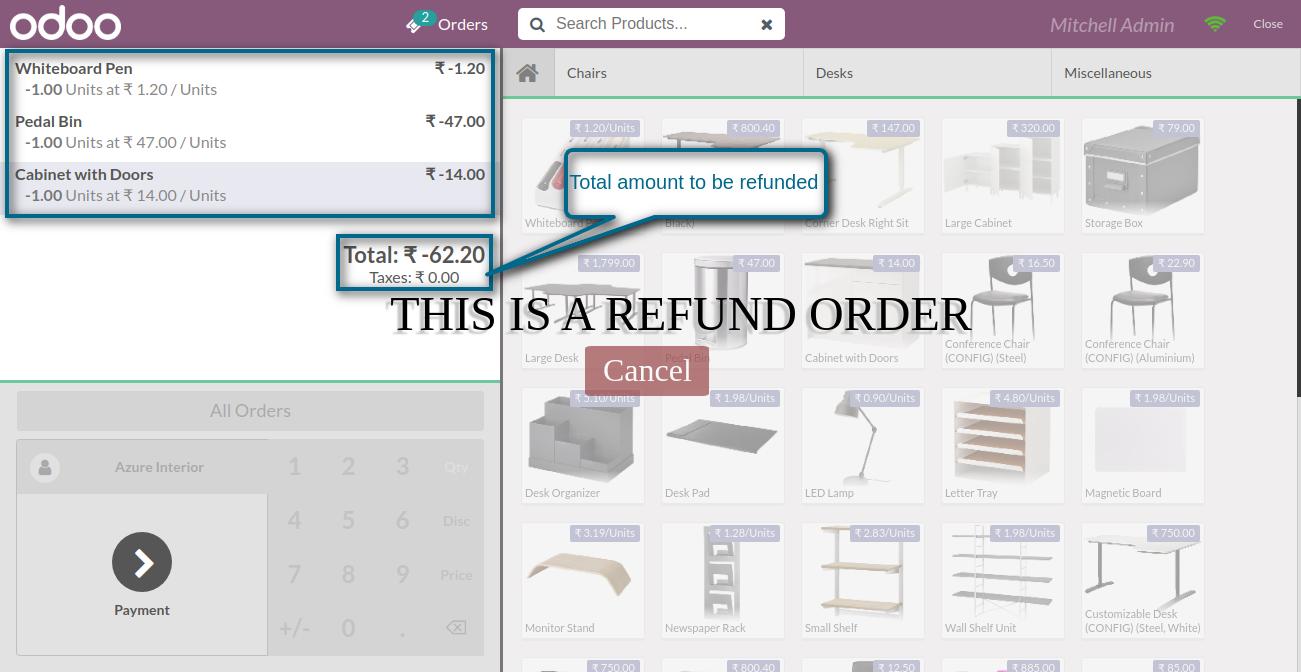 odoo
2
Orders
Search Products...
Mitchell Admin
Close
Whiteboard Pen ₹ -1.20
-1.00 Units at ₹ 1.20 / Units
Pedal Bin ₹ -47.00
-1.00 Units at ₹ 47.00 / Units
Cabinet with Doors ₹ -14.00
-1.00 Units at ₹ 14.00 / Units
Total: ₹ -62.20
Taxes: ₹ 0.00
Total amount to be refunded
THIS IS A REFUND ORDER
Cancel
All Orders
Azure Interior
Payment
1 2 3 Qty
4 5 6 Disc
7 8 9 Price
+/- 0 .
Chairs Desks Miscellaneous
₹ 1.20/Units ₹ 800.40 ₹ 147.00 ₹ 320.00 ₹ 79.00
Whiteboard Black) Corner Desk Right Sit Large Cabinet Storage Box
₹ 1,799.00 ₹ 47.00 ₹ 14.00 ₹ 16.50 ₹ 22.90
Large Desk Pedal Bin Cabinet with Doors Conference Chair (CONFIG) (Steel) Conference Chair (CONFIG) (Aluminium)
₹ 5.10/Units ₹ 1.98/Units ₹ 0.90/Units ₹ 4.80/Units ₹ 1.98/Units
Desk Organizer Desk Pad LED Lamp Letter Tray Magnetic Board
₹ 3.19/Units ₹ 1.28/Units ₹ 2.83/Units ₹ 1.98/Units ₹ 750.00
Monitor Stand Newspaper Rack Small Shelf Wall Shelf Unit Customizable Desk (CONFIG) (Steel, White)
₹ 750.00 ₹ 800.40 ₹ 12.50 ₹ 885.00 ₹ 85.00